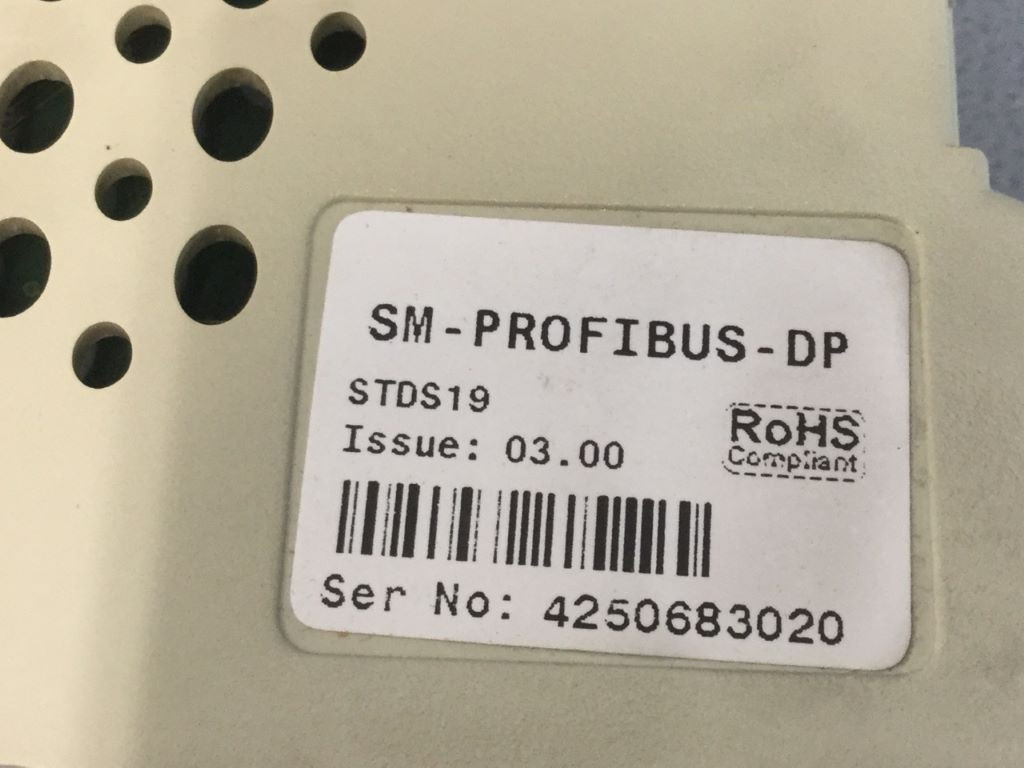 SM-PROFIBUS-DP
STDS19
Issue: 03.00
RoHS
Compliant
Ser No: 4250683020